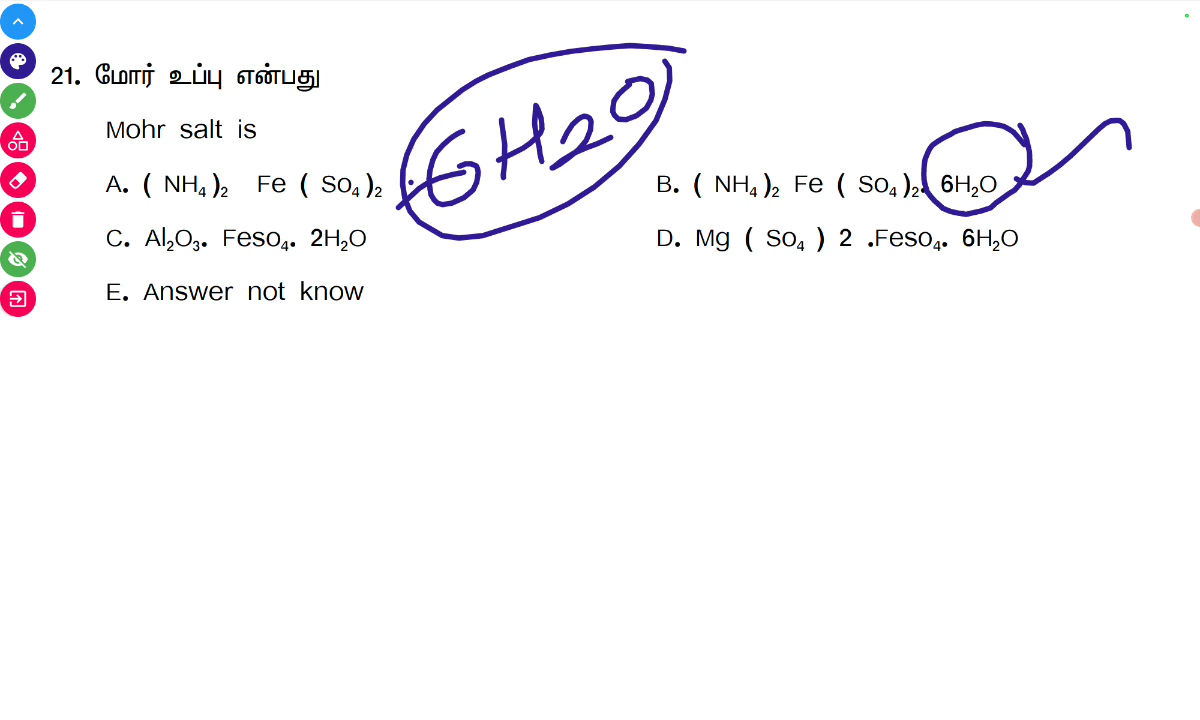 21. மோர் உப்பு என்பது
Mohr salt is
A. ( NH₄ )₂ Fe ( So₄ )₂ .6H2O
B. ( NH₄ )₂ Fe ( So₄ )₂. 6H₂O
C. Al₂O₃. Feso₄. 2H₂O
D. Mg ( So₄ ) 2 .Feso₄. 6H₂O
E. Answer not know